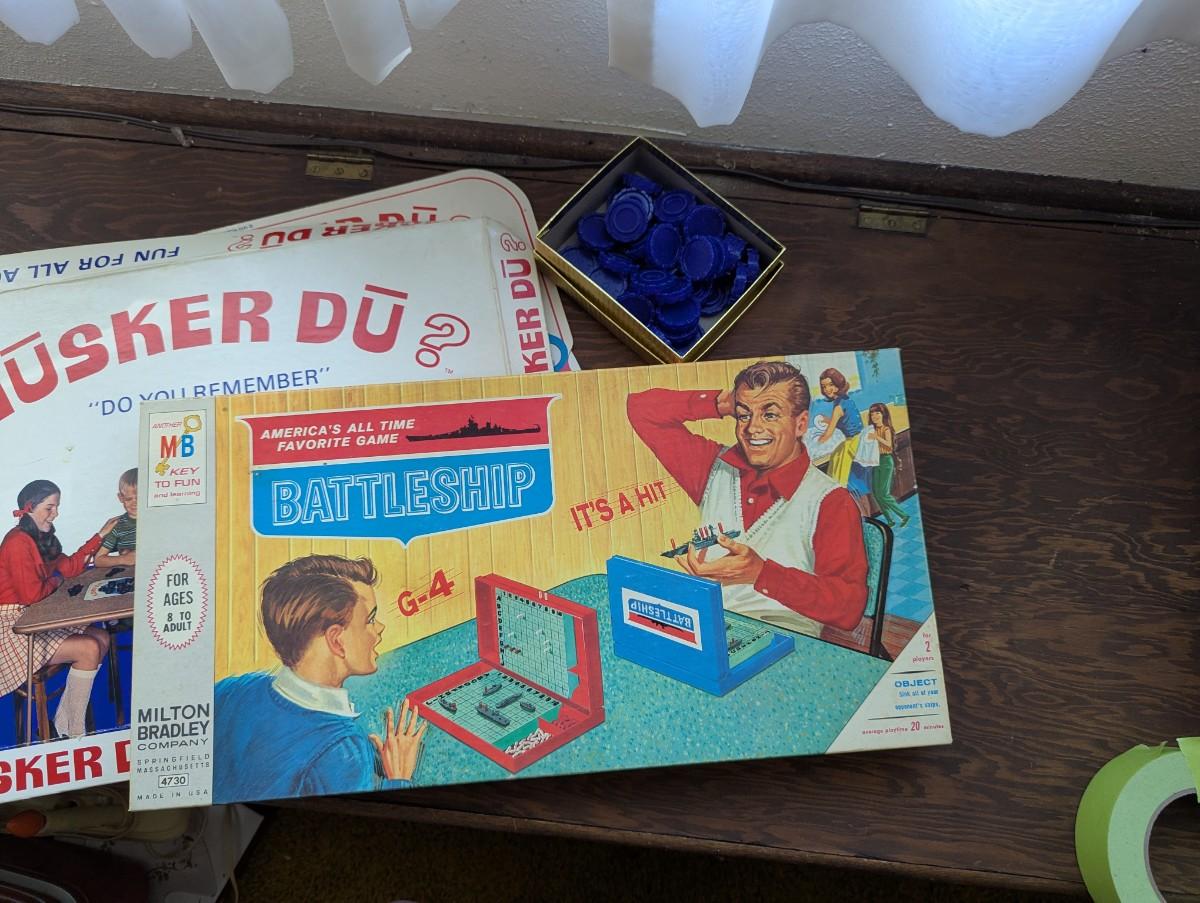 FUN FOR ALL
KER DŪ
SKER DŪ
ŪSKER DŪ?
™
"DO YOU REMEMBER"
KER DŪ?
SKER D
ANOTHER
MB
KEY
TO FUN
and learning
FOR
AGES
8 TO
ADULT
MILTON
BRADLEY
COMPANY
SPRINGFIELD
MASSACHUSETTS
4730
MADE IN USA
AMERICA'S ALL TIME
FAVORITE GAME
BATTLESHIP
IT'S A HIT
G-4
BATTLESHIP
for
2
players
OBJECT
Sink all of your
opponent's ships.
average playtime 20 minutes